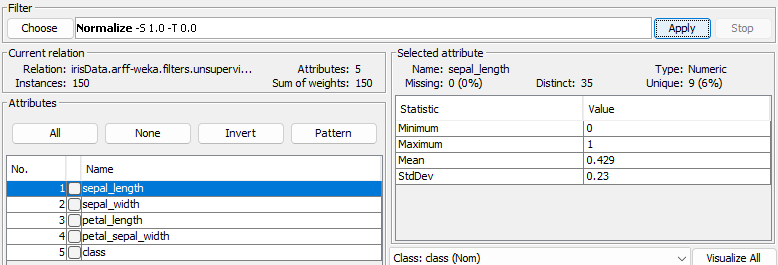 Filter
Choose Normalize -S 1.0 -T 0.0 Apply Stop
Current relation
Relation: irisData.arff-weka.filters.unsupervi... Attributes: 5
Instances: 150 Sum of weights: 150
Attributes
All None Invert Pattern
No. Name
1 sepal_length
2 sepal_width
3 petal_length
4 petal_sepal_width
5 class
Selected attribute
Name: sepal_length Type: Numeric
Missing: 0 (0%) Distinct: 35 Unique: 9 (6%)
Statistic Value
Minimum 0
Maximum 1
Mean 0.429
StdDev 0.23
Class: class (Nom) Visualize All